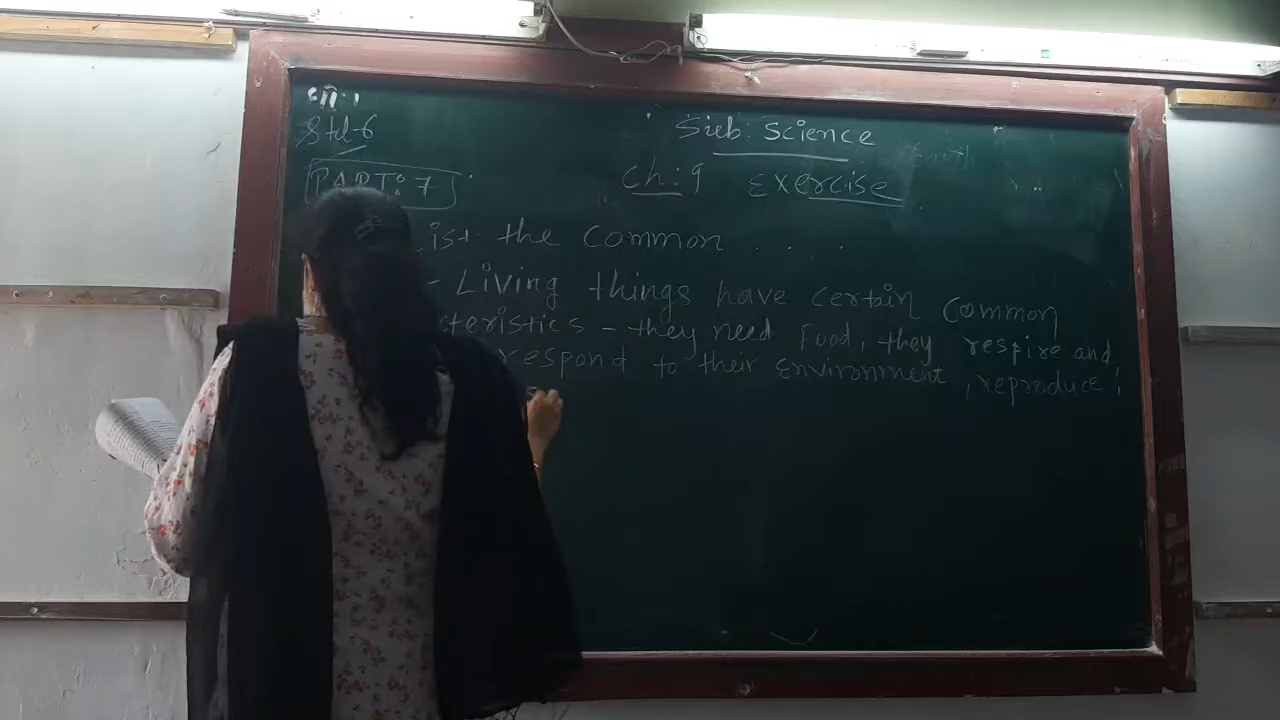 Std-6
Sub: Science
PART: 7
Ch: 9 Exercise
ist the Common . . .
- Living things have certain Common
cteristics - they need Food, they respire and
respond to their Environment, reproduce,